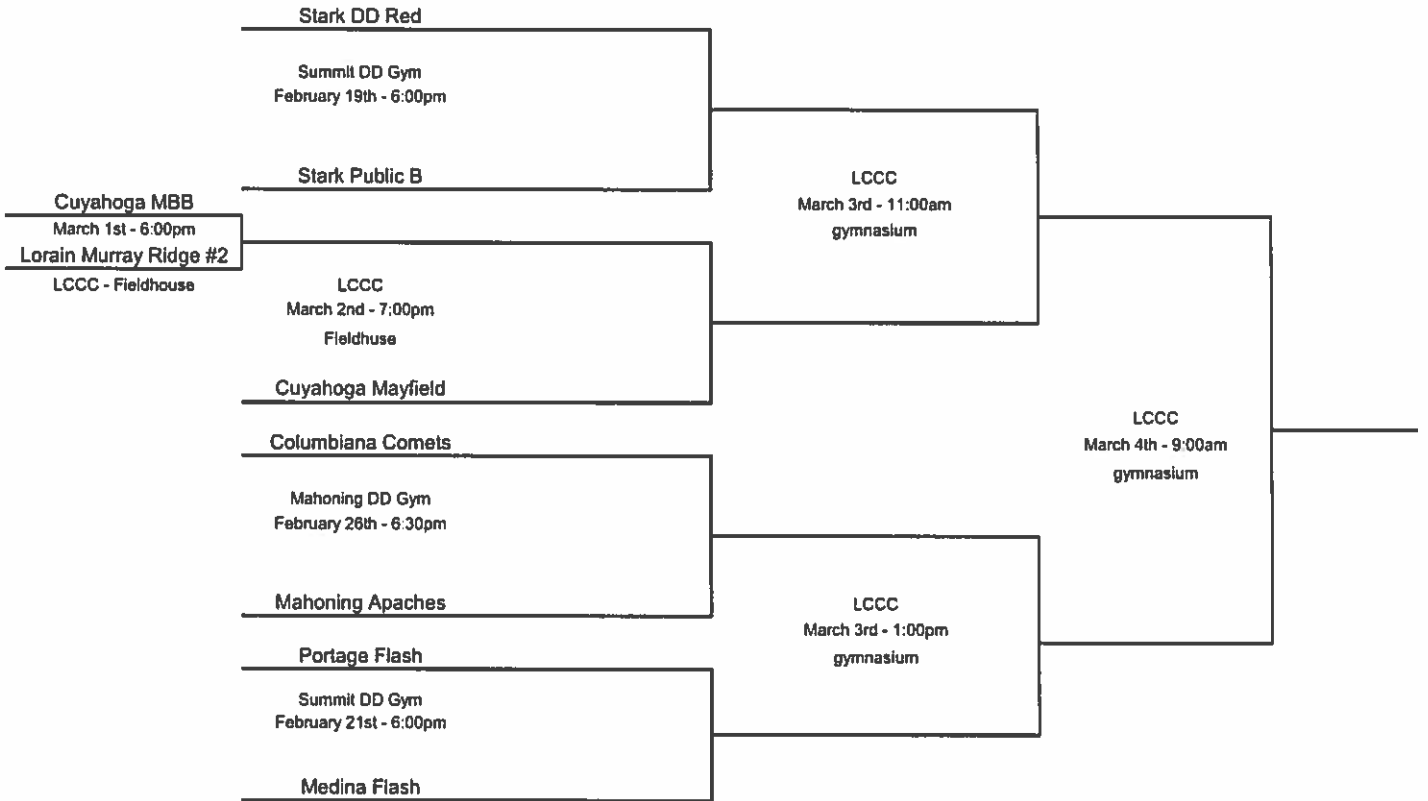 Stark DD Red
Summit DD Gym
February 19th - 6:00pm
Stark Public B
Cuyahoga MBB
March 1st - 6:00pm
Lorain Murray Ridge #2
LCCC - Fieldhouse
LCCC
March 2nd - 7:00pm
Fieldhuse
Cuyahoga Mayfield
LCCC
March 3rd - 11:00am
gymnasium
Columbiana Comets
Mahoning DD Gym
February 26th - 6:30pm
Mahoning Apaches
Portage Flash
Summit DD Gym
February 21st - 6:00pm
Medina Flash
LCCC
March 3rd - 1:00pm
gymnasium
LCCC
March 4th - 9:00am
gymnasium